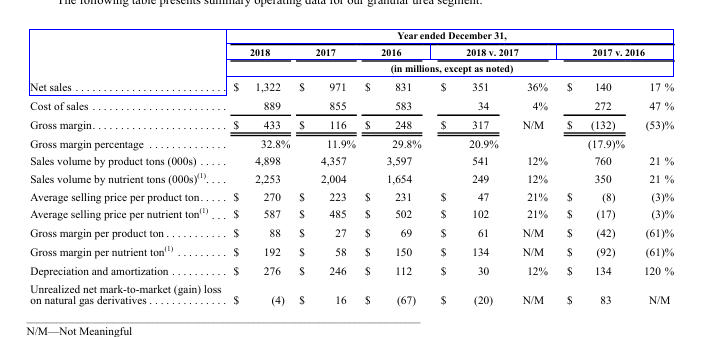 The following table presents summary operating data for our granular urea segment:
Year ended December 31,
2018 2017 2016 2018 v. 2017 2017 v. 2016
(in millions, except as noted)
Net sales . . . . . . . . . . . . . . . . . . . . . . . . . . $ 1,322 $ 971 $ 831 $ 351 36% $ 140 17 %
Cost of sales . . . . . . . . . . . . . . . . . . . . . . . 889 855 583 34 4% 272 47 %
Gross margin. . . . . . . . . . . . . . . . . . . . . . . $ 433 $ 116 $ 248 $ 317 N/M $ (132) (53)%
Gross margin percentage . . . . . . . . . . . . . 32.8% 11.9% 29.8% 20.9% (17.9)%
Sales volume by product tons (000s) . . . . . 4,898 4,357 3,597 541 12% 760 21 %
Sales volume by nutrient tons (000s)(1). . . . 2,253 2,004 1,654 249 12% 350 21 %
Average selling price per product ton . . . . . $ 270 $ 223 $ 231 $ 47 21% $ (8) (3)%
Average selling price per nutrient ton(1) . . . $ 587 $ 485 $ 502 $ 102 21% $ (17) (3)%
Gross margin per product ton . . . . . . . . . . $ 88 $ 27 $ 69 $ 61 N/M $ (42) (61)%
Gross margin per nutrient ton(1) . . . . . . . . $ 192 $ 58 $ 150 $ 134 N/M $ (92) (61)%
Depreciation and amortization . . . . . . . . . . $ 276 $ 246 $ 112 $ 30 12% $ 134 120 %
Unrealized net mark-to-market (gain) loss
on natural gas derivatives . . . . . . . . . . . . . . $ (4) $ 16 $ (67) $ (20) N/M $ 83 N/M
N/M—Not Meaningful